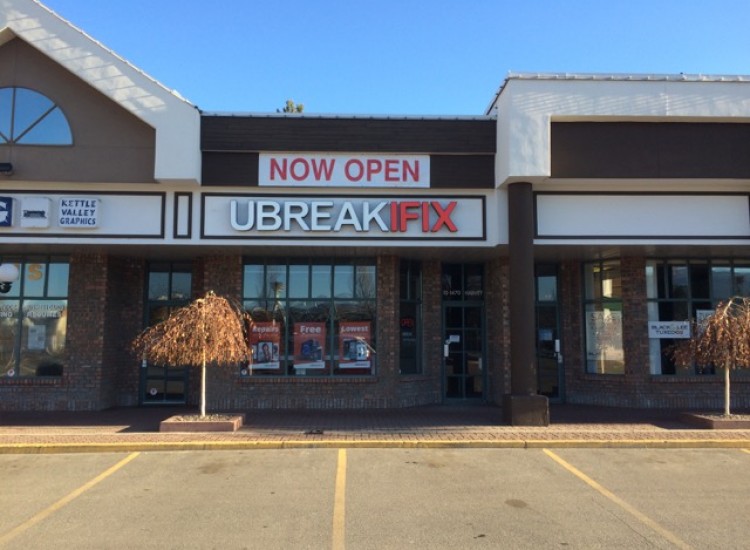 NOW OPEN
UBREAKIFIX
KETTLE
VALLEY
GRAPHICS
Repairs
Free
Lowest